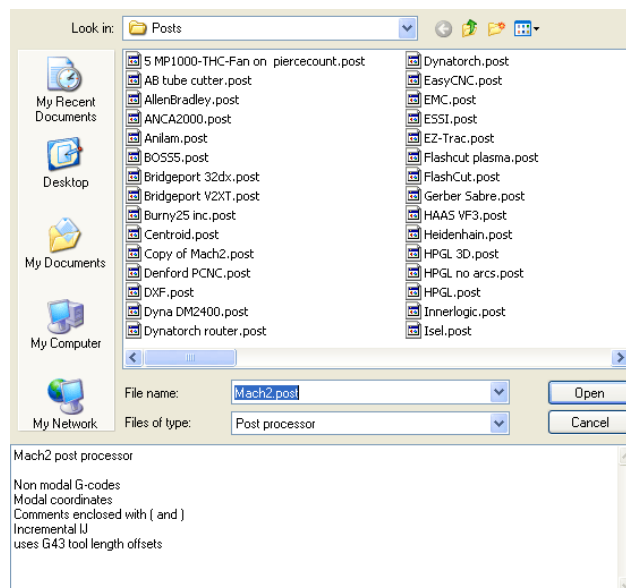 Look in:
Posts
My Recent
Documents
Desktop
My Documents
My Computer
My Network
5 MP1000-THC-Fan on  piercecount.post
AB tube cutter.post
AllenBradley.post
ANCA2000.post
Anilam.post
BOSS5.post
Bridgeport 32dx.post
Bridgeport V2XT.post
Burny25 inc.post
Centroid.post
Copy of Mach2.post
Denford PCNC.post
DXF.post
Dyna DM2400.post
Dynatorch router.post
Dynatorch.post
EasyCNC.post
EMC.post
ESSI.post
EZ-Trac.post
Flashcut plasma.post
FlashCut.post
Gerber Sabre.post
HAAS VF3.post
Heidenhain.post
HPGL 3D.post
HPGL no arcs.post
HPGL.post
Innerlogic.post
Isel.post
File name:
Mach2.post
Open
Files of type:
Post processor
Cancel
Mach2 post processor
Non modal G-codes
Modal coordinates
Comments enclosed with ( and )
Incremental IJ
uses G43 tool length offsets